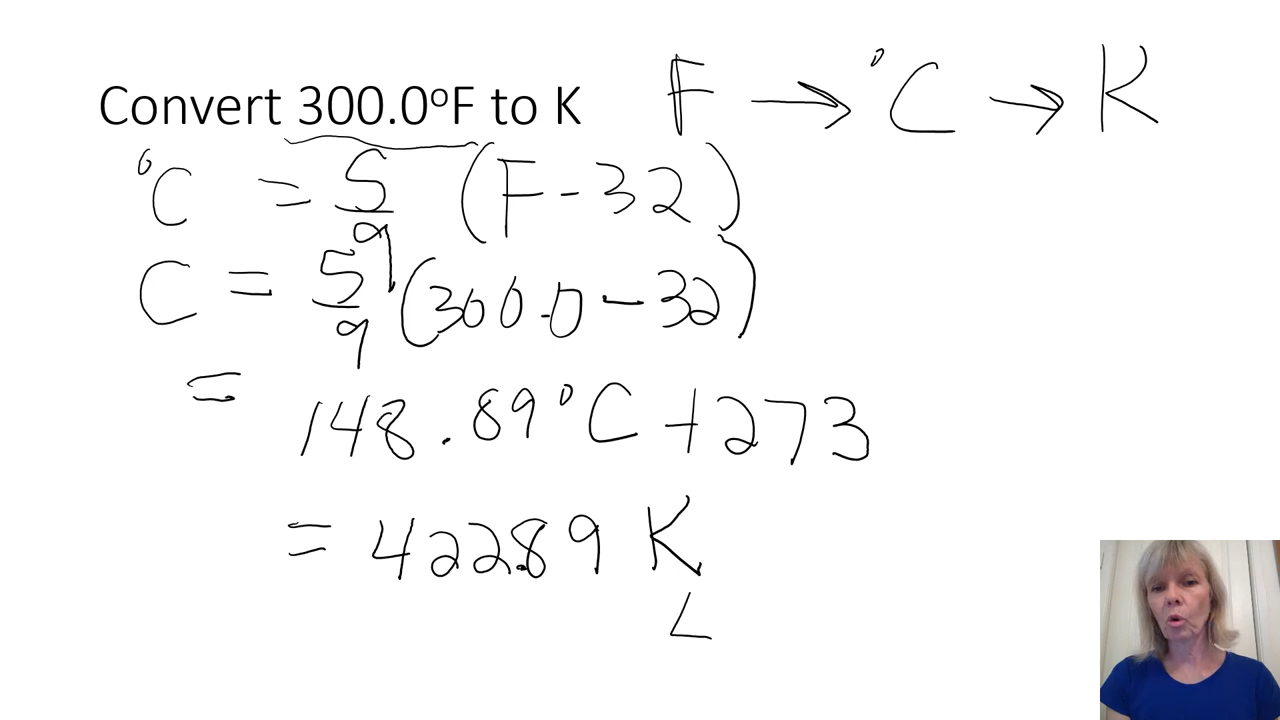 Convert 300.0°F to K F → °C → K
°C = 5/9 (F - 32)
C = 5/9 (300.0 - 32)
= 148.89°C + 273
= 422.89 K
L